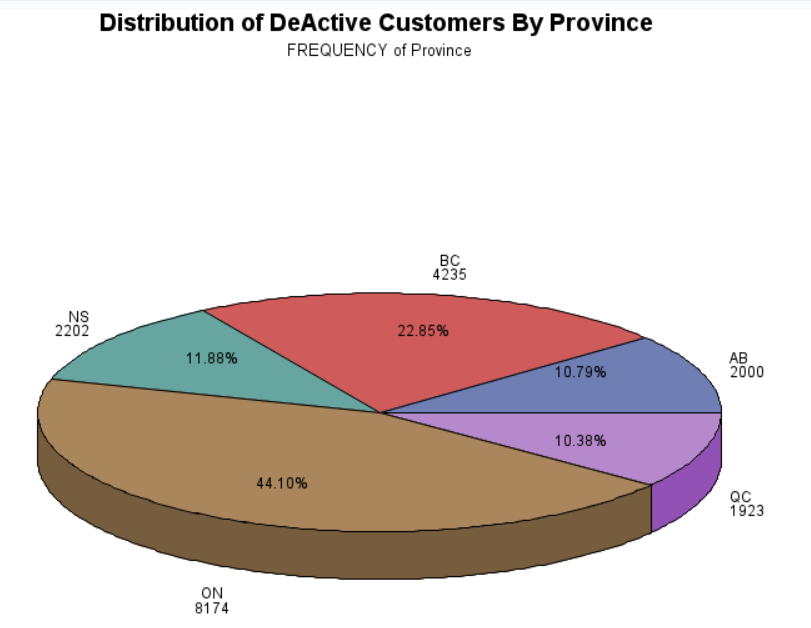 Distribution of DeActive Customers By Province
FREQUENCY of Province
BC
4235
NS
2202
22.85%
11.88%
AB
2000
10.79%
10.38%
44.10%
QC
1923
ON
8174